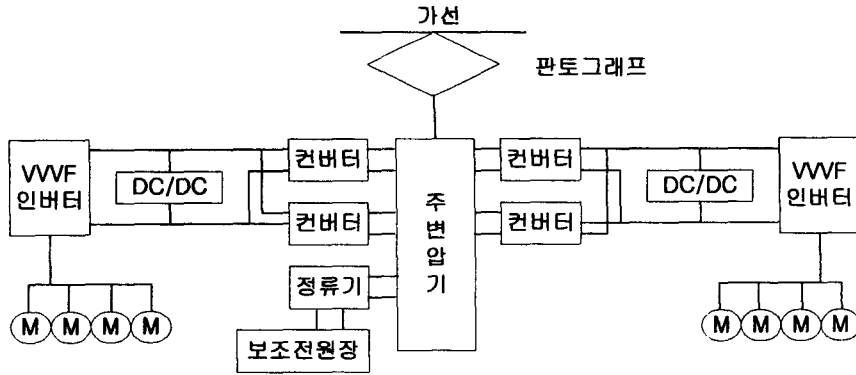 가선
판토그래프
VVVF
인버터
DC/DC
컨버터
컨버터
정류기
보조전원장
주
변
압
기
컨버터
컨버터
DC/DC
VVVF
인버터
M M M M
M M M M